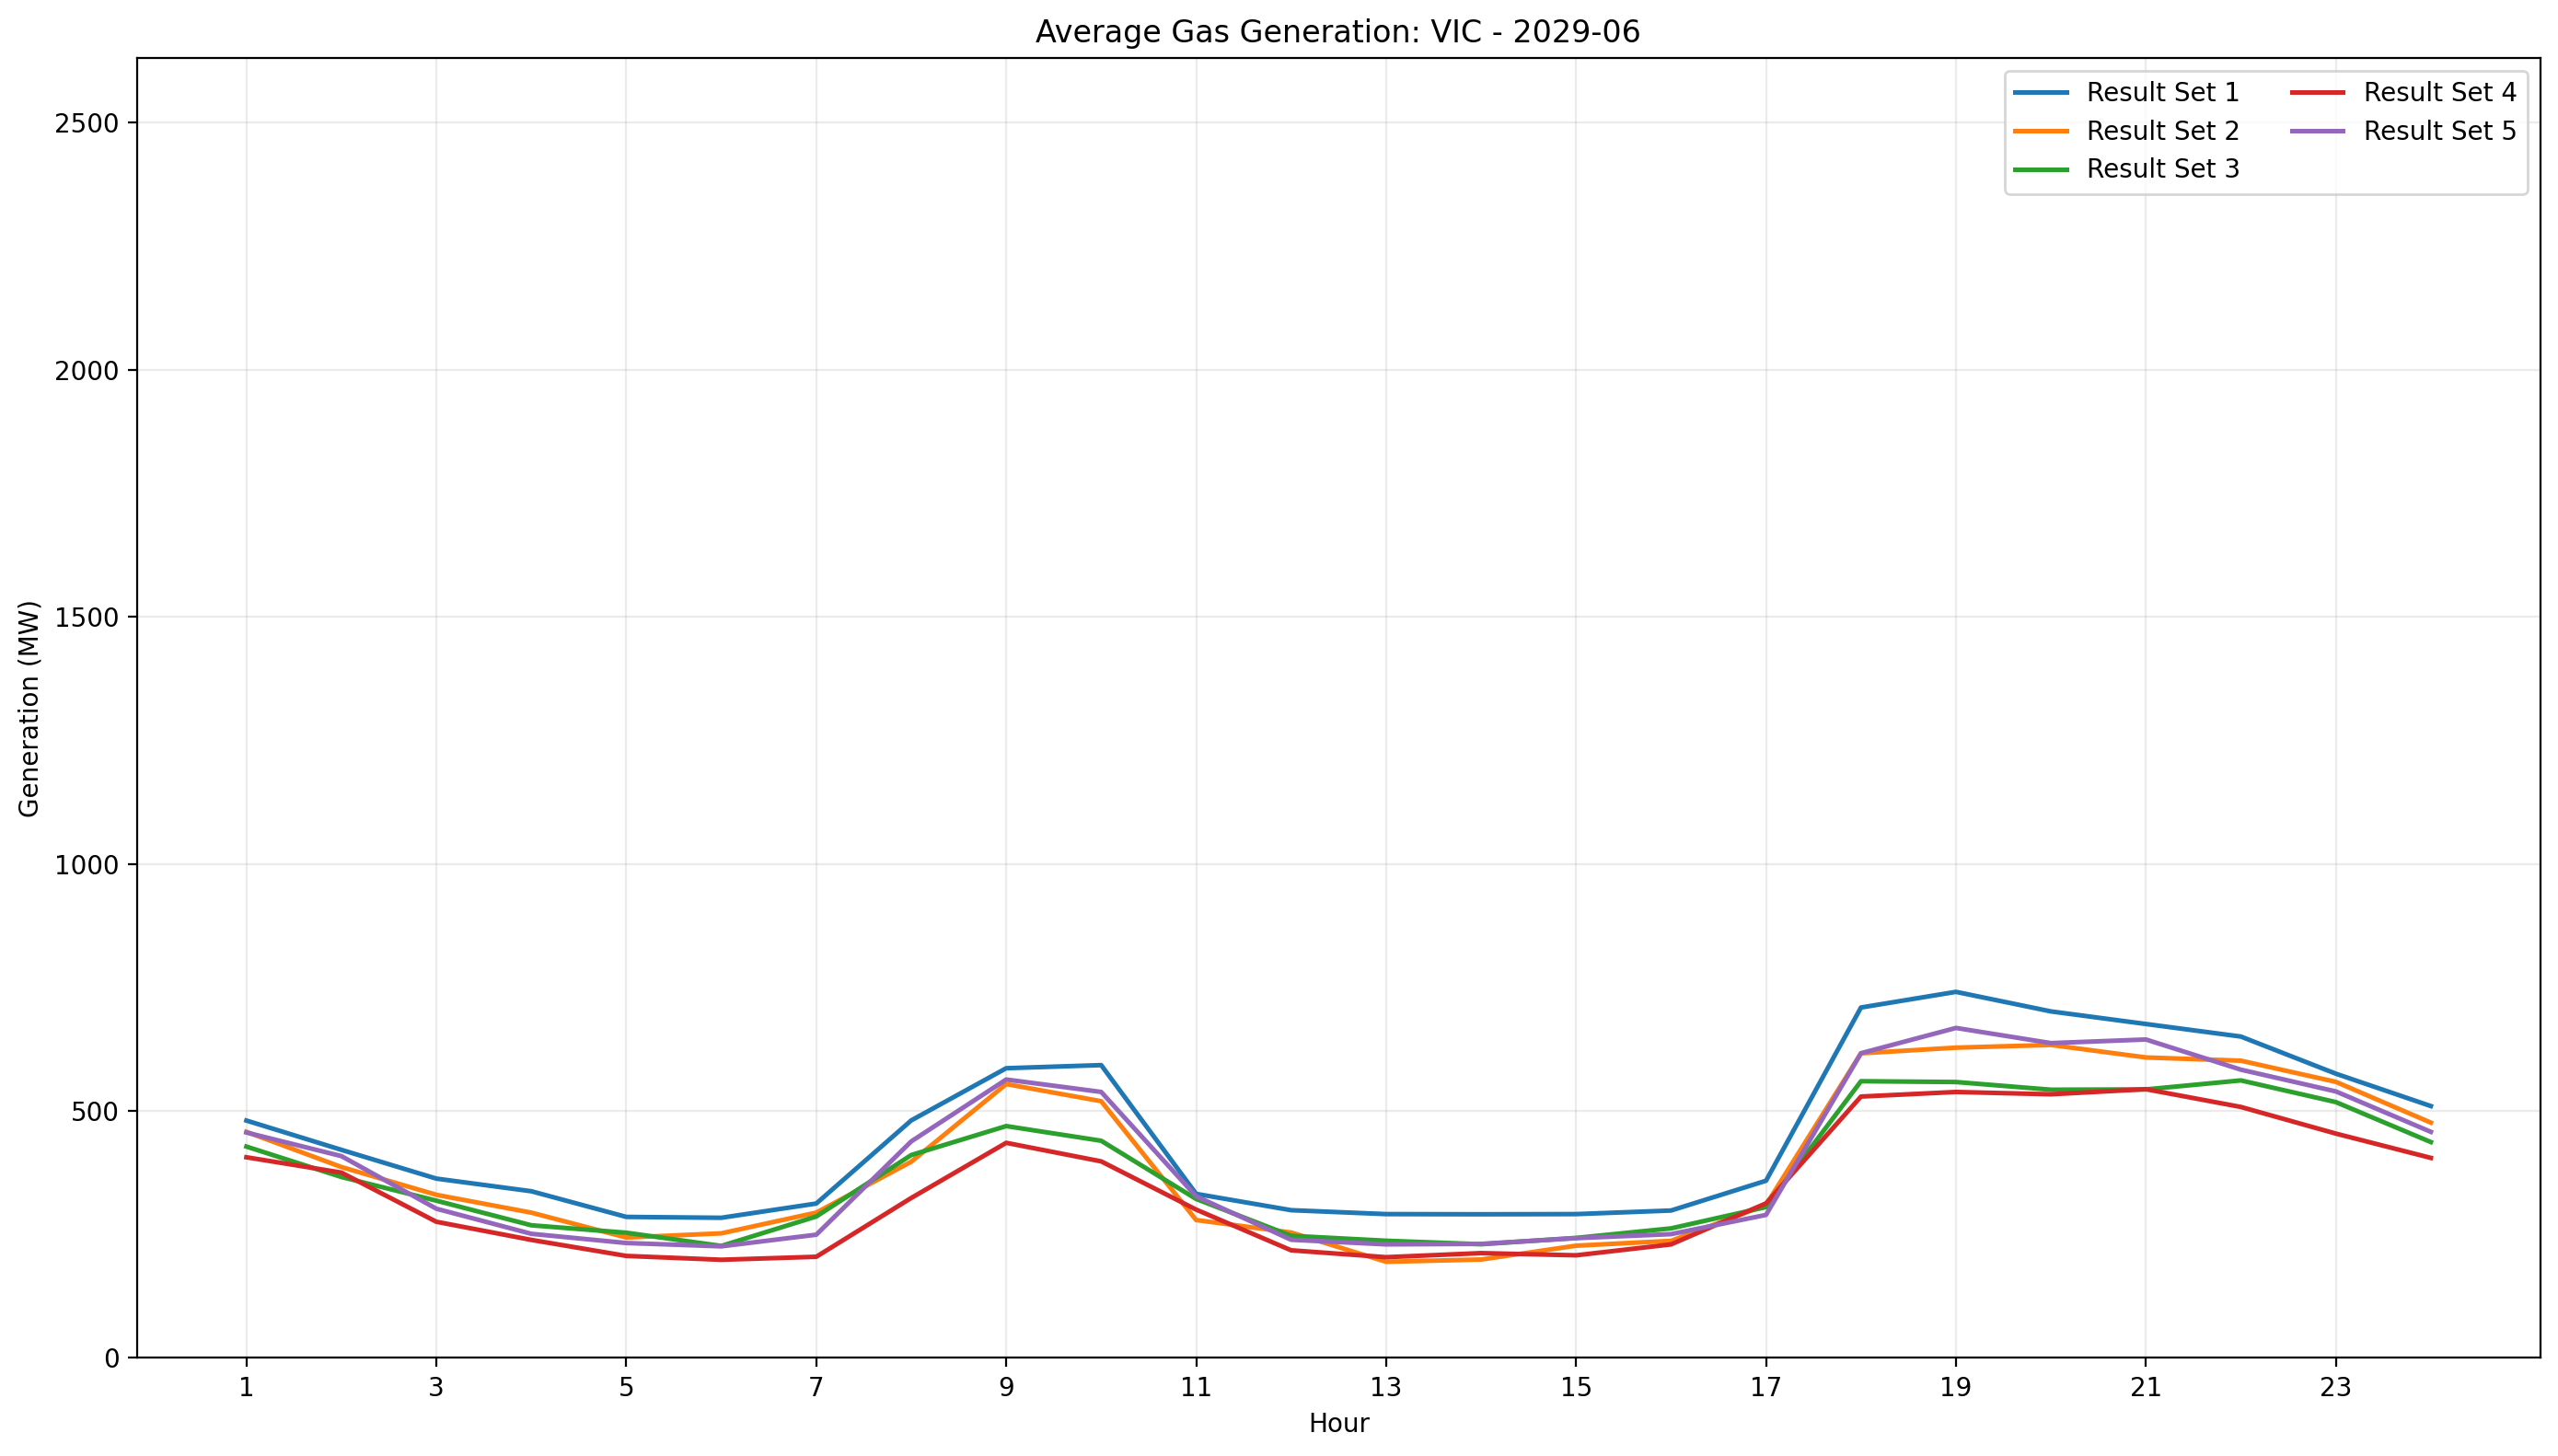 Average Gas Generation: VIC - 2029-06
Result Set 1
Result Set 2
Result Set 3
Result Set 4
Result Set 5
Generation (MW)
2500
2000
1500
1000
500
0
1 3 5 7 9 11 13 15 17 19 21 23
Hour